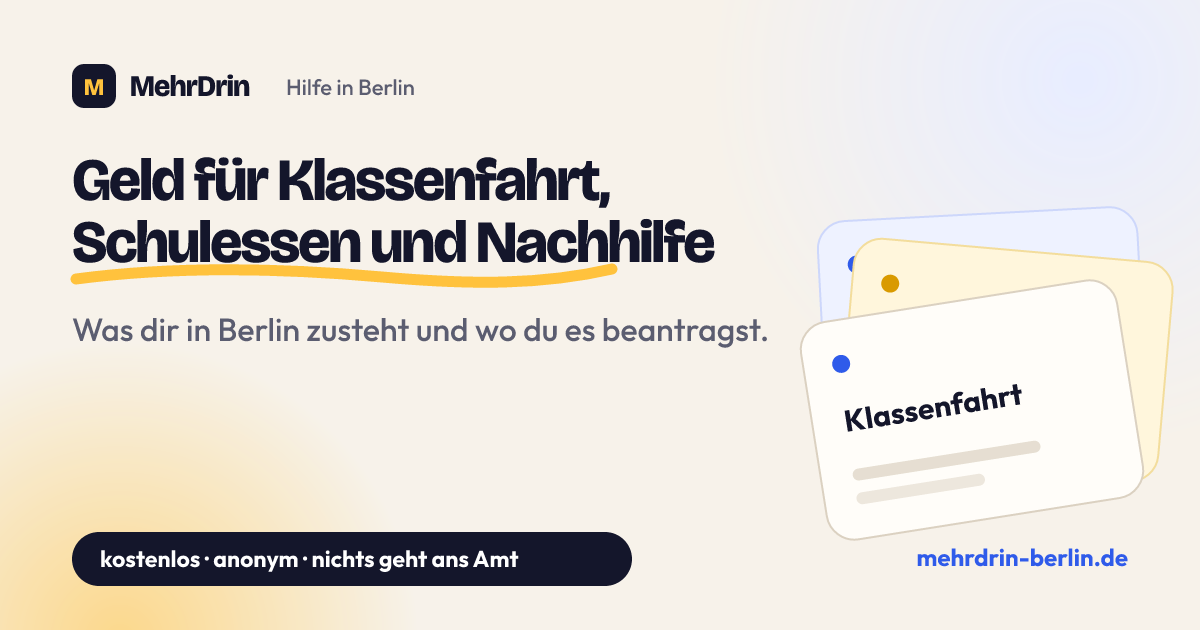 M MehrDrin Hilfe in Berlin
Geld für Klassenfahrt,
Schulessen und Nachhilfe
Was dir in Berlin zusteht und wo du es beantragst.
Klassenfahrt
kostenlos · anonym · nichts geht ans Amt
mehrdrin-berlin.de